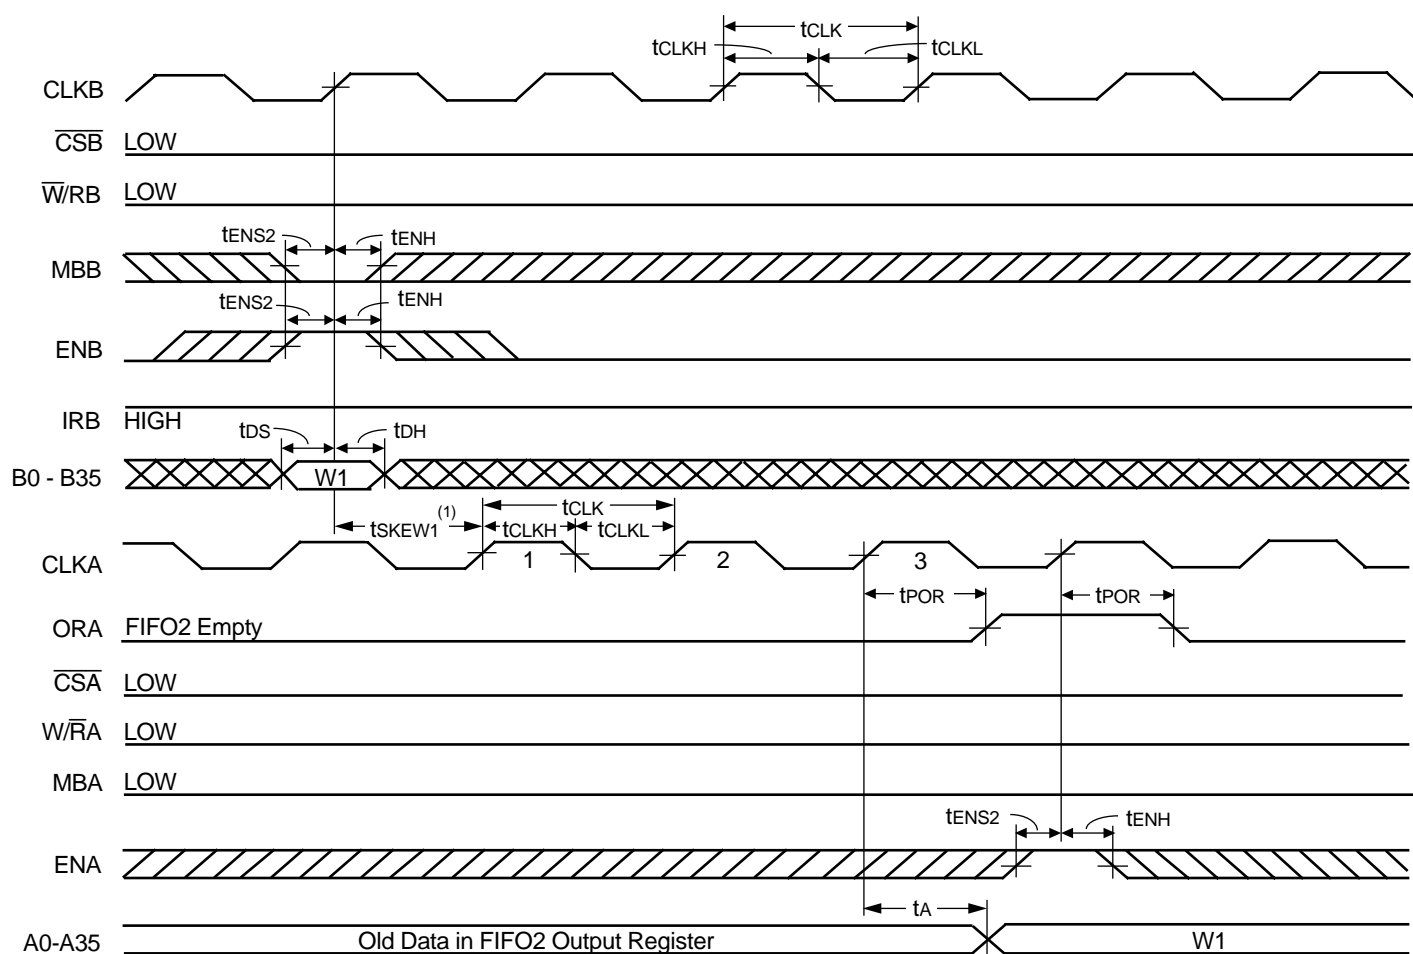 tCLK
tCLKH
tCLKL
CLKB
CSB LOW
W/RB LOW
tENS2
tENH
MBB
tENS2
tENH
ENB
IRB HIGH
tDS
tDH
B0 - B35 W1
tSKEW1(1)
tCLK
tCLKH
tCLKL
CLKA 1 2 3
tPOR
tPOR
ORA FIFO2 Empty
CSA LOW
W/RA LOW
MBA LOW
tENS2
tENH
ENA
tA
A0-A35 Old Data in FIFO2 Output Register W1